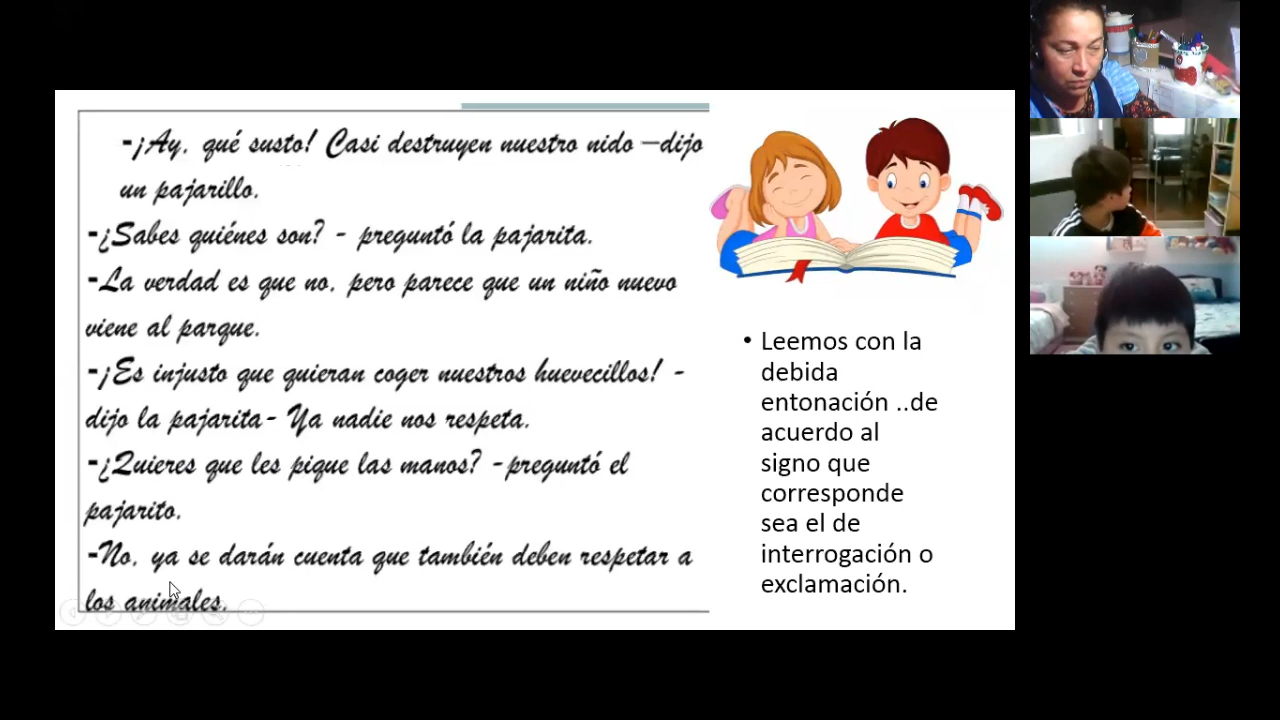 -¡Ay, qué susto! Casi destruyen nuestro nido –dijo
un pajarillo.
-¿Sabes quiénes son? - preguntó la pajarita.
-La verdad es que no, pero parece que un niño nuevo
viene al parque.
-¡Es injusto que quieran coger nuestros huevecillos! -
dijo la pajarita- Ya nadie nos respeta.
-¿Quieres que les pique las manos? -preguntó el
pajarito.
-No, ya se darán cuenta que también deben respetar a
los animales.
• Leemos con la
debida
entonación ..de
acuerdo al
signo que
corresponde
sea el de
interrogación o
exclamación.